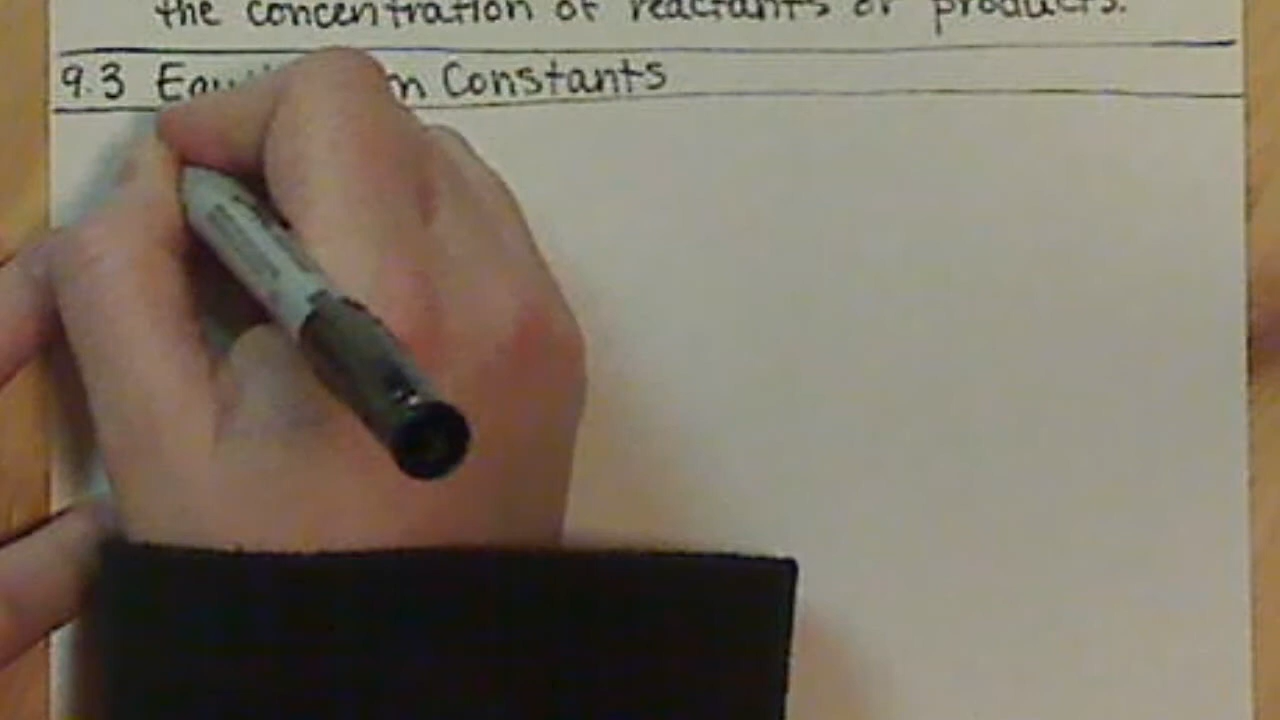 the concentration of reactants or products.
9.3 Constants